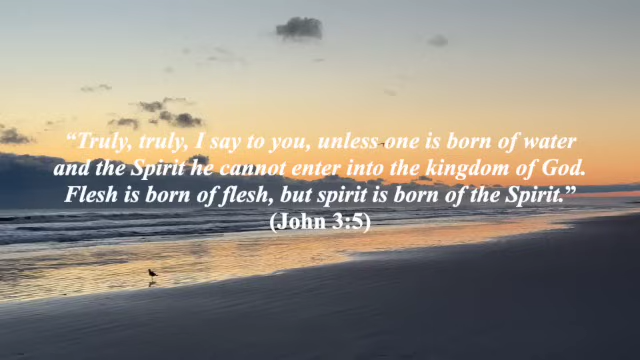 “Truly, truly, I say to you, unless one is born of water
and the Spirit he cannot enter into the kingdom of God.
Flesh is born of flesh, but spirit is born of the Spirit.”
(John 3:5)